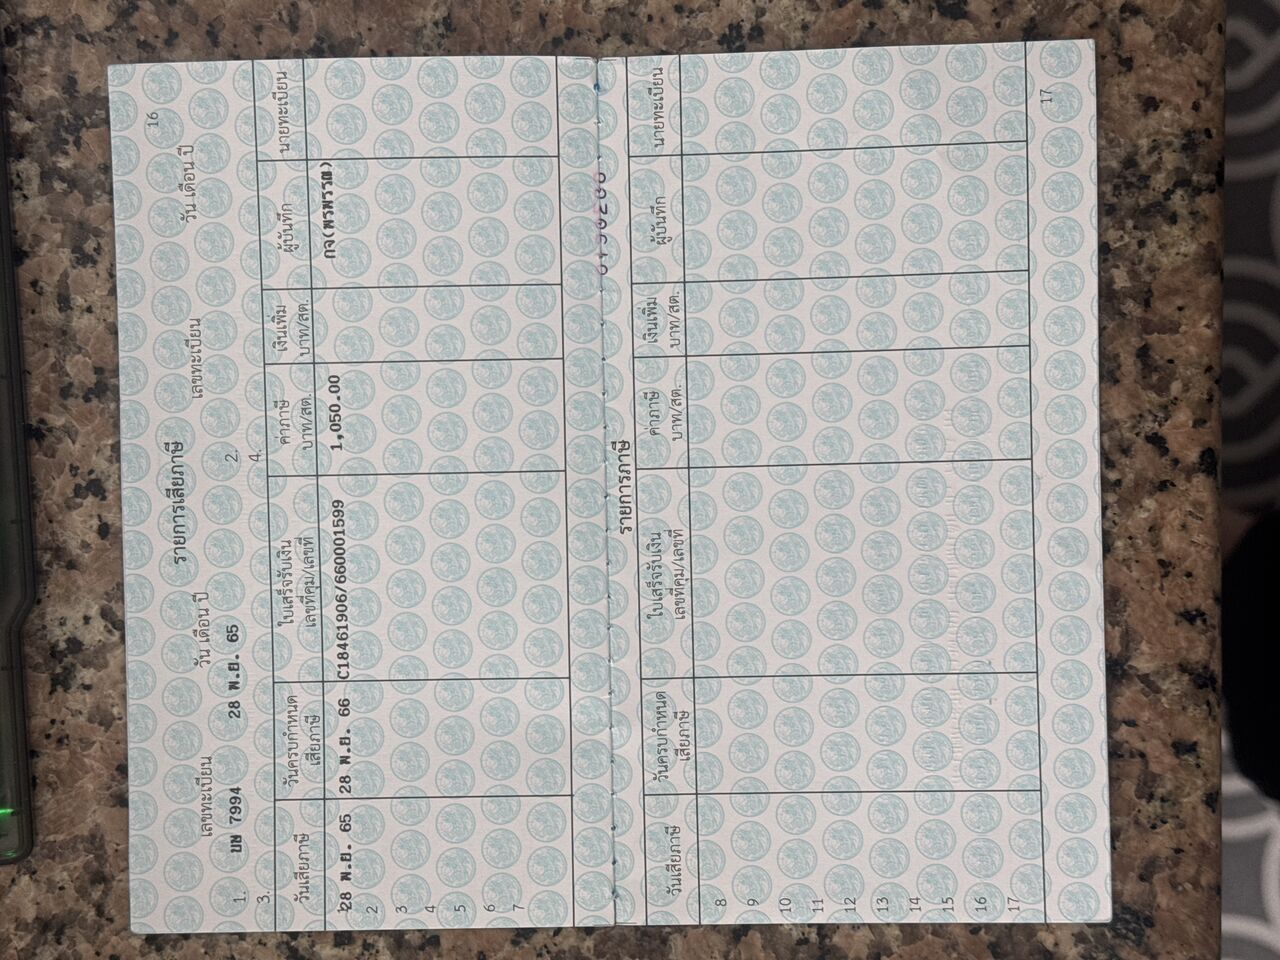 16
รายการเสียภาษี
เลขทะเบียน วัน เดือน ปี เลขทะเบียน วัน เดือน ปี
1. บพ 7994 28 พ.ย. 65 2.
3. 4.
วันเสียภาษี วันครบกำหนด เสียภาษี ใบเสร็จรับเงิน เลขที่คุม/เลขที่ ค่าภาษี บาท/สต. เงินเพิ่ม บาท/สต. ผู้บันทึก นายทะเบียน
28 พ.ย. 65 28 พ.ย. 66 C18461906/660001599 1,050.00 กจ(พรพรรณ)
2
3
4
5
6
7
รายการภาษี
วันเสียภาษี วันครบกำหนด เสียภาษี ใบเสร็จรับเงิน เลขที่คุม/เลขที่ ค่าภาษี บาท/สต. เงินเพิ่ม บาท/สต. ผู้บันทึก นายทะเบียน
8
9
10
11
12
13
14
15
16
17
17